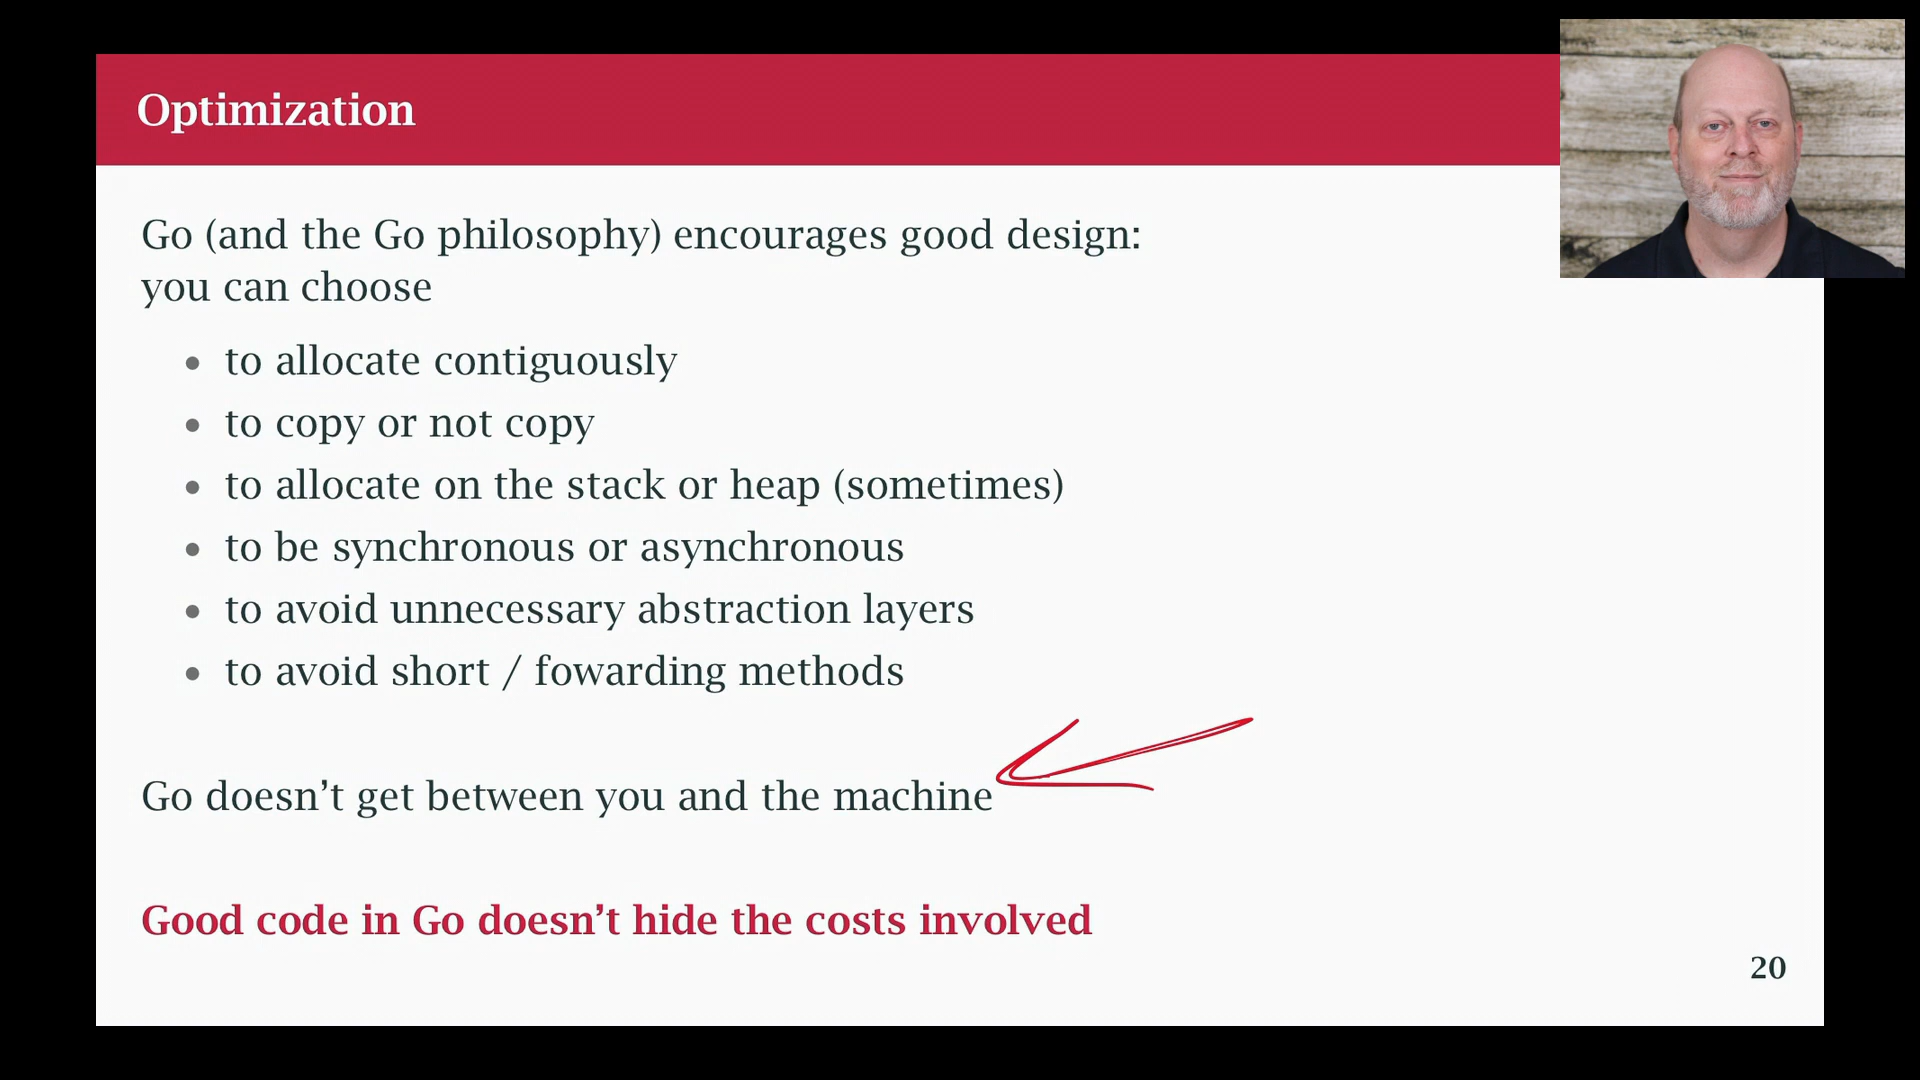 Optimization
Go (and the Go philosophy) encourages good design:
you can choose
• to allocate contiguously
• to copy or not copy
• to allocate on the stack or heap (sometimes)
• to be synchronous or asynchronous
• to avoid unnecessary abstraction layers
• to avoid short / fowarding methods
Go doesn’t get between you and the machine
Good code in Go doesn’t hide the costs involved
20